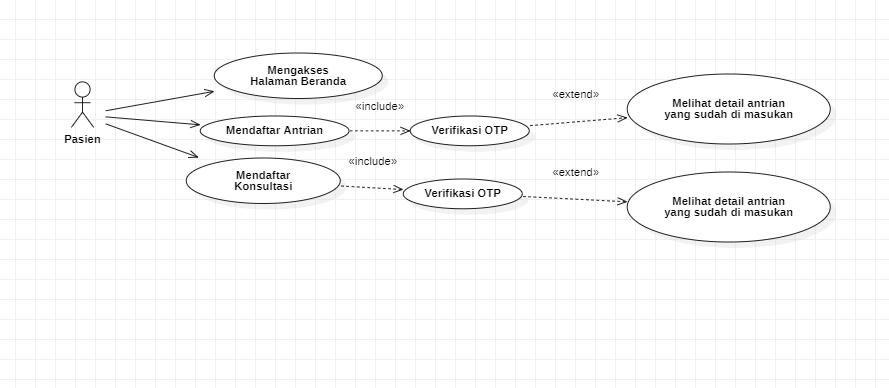 Pasien
Mengakses
Halaman Beranda
«include»
Mendaftar Antrian
Verifikasi OTP
«extend»
Melihat detail antrian
yang sudah di masukan
«include»
Mendaftar
Konsultasi
Verifikasi OTP
«extend»
Melihat detail antrian
yang sudah di masukan